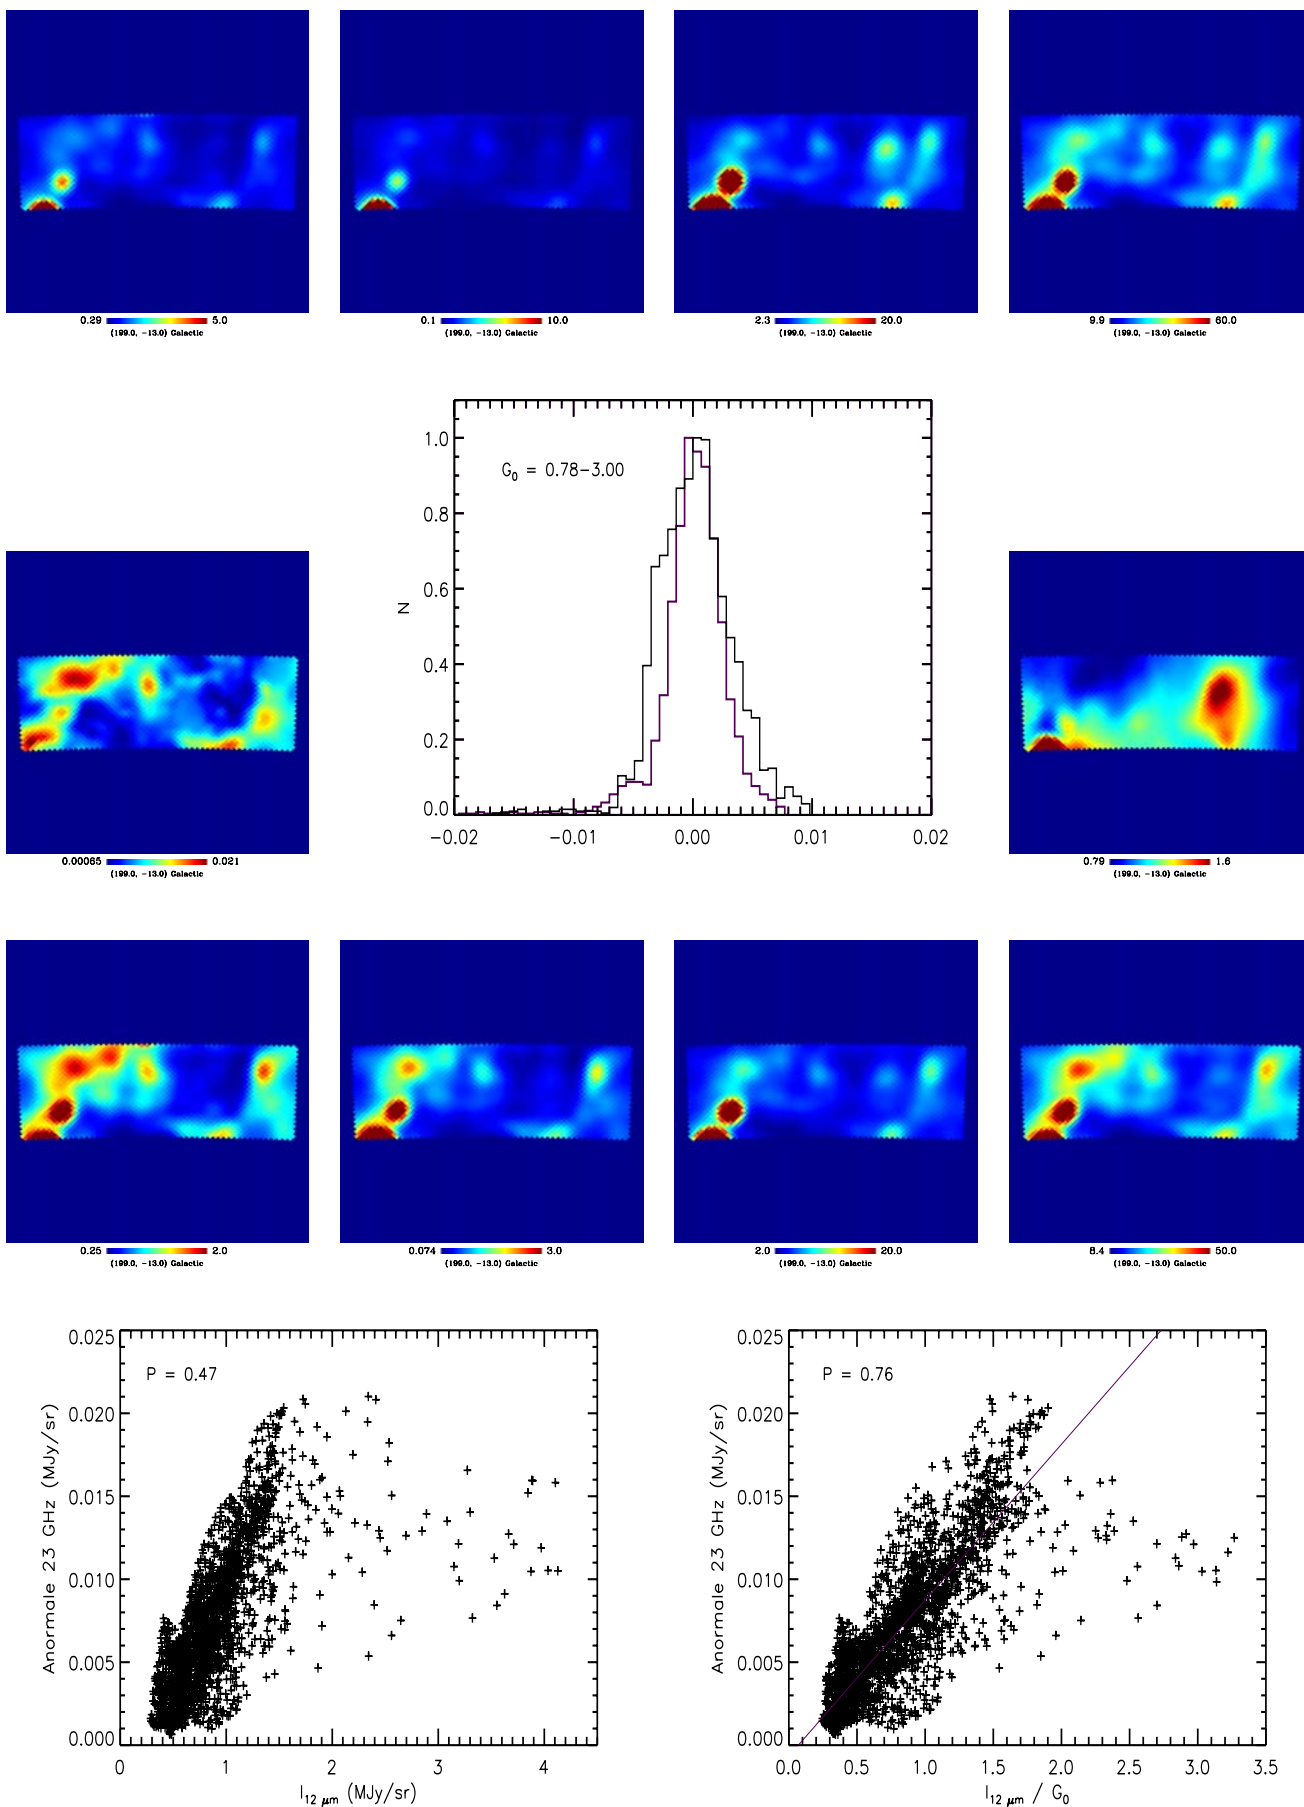 0.29 5.0
(199.0, -13.0) Galactic
0.1 10.0
(199.0, -13.0) Galactic
2.3 20.0
(199.0, -13.0) Galactic
9.9 60.0
(199.0, -13.0) Galactic
G₀ = 0.78-3.00
N
1.0
0.8
0.6
0.4
0.2
0.0
-0.02 -0.01 0.00 0.01 0.02
0.00065 0.021
(199.0, -13.0) Galactic
0.79 1.6
(199.0, -13.0) Galactic
0.25 2.0
(199.0, -13.0) Galactic
0.074 3.0
(199.0, -13.0) Galactic
2.0 20.0
(199.0, -13.0) Galactic
8.4 50.0
(199.0, -13.0) Galactic
P = 0.47
Anormale 23 GHz (MJy/sr)
0.025
0.020
0.015
0.010
0.005
0.000
0 1 2 3 4
I₁₂ μm (MJy/sr)
P = 0.76
Anormale 23 GHz (MJy/sr)
0.025
0.020
0.015
0.010
0.005
0.000
0.0 0.5 1.0 1.5 2.0 2.5 3.0 3.5
I₁₂ μm / G₀